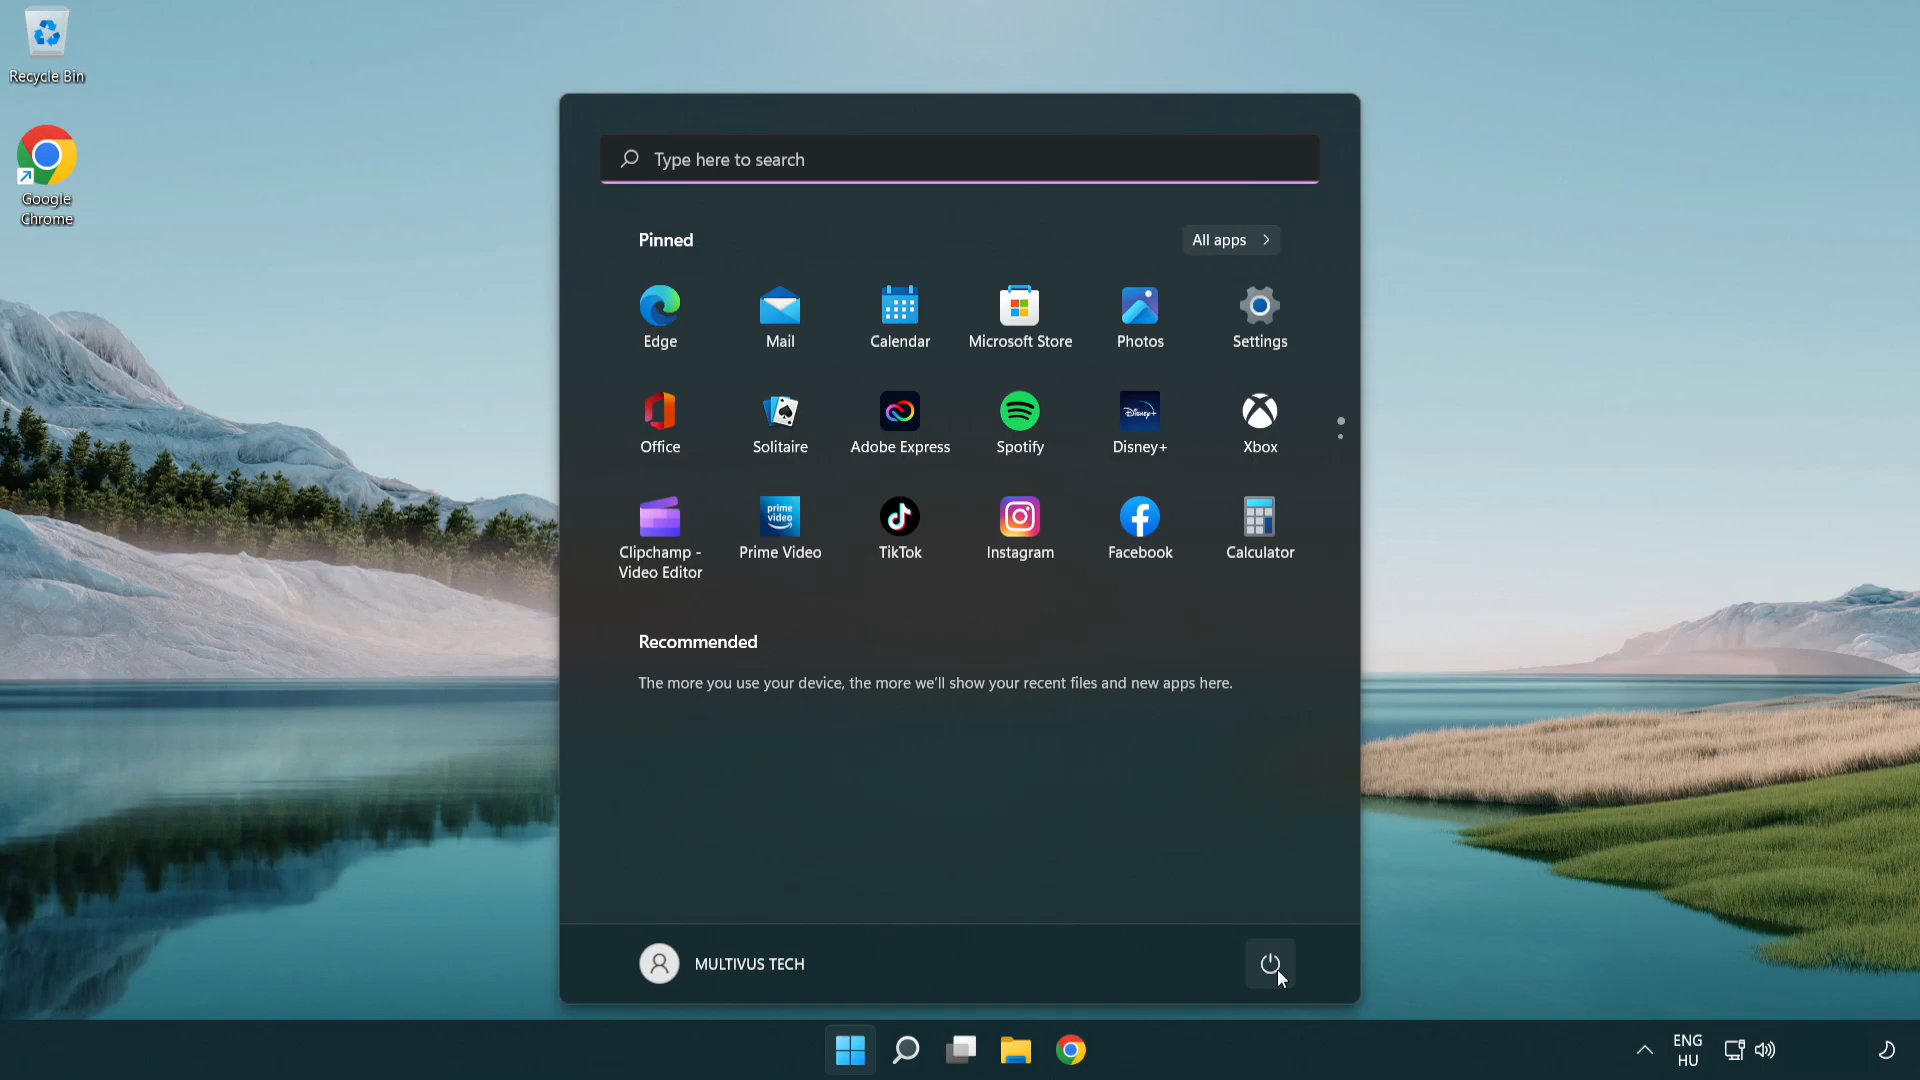 Recycle Bin
Google
Chrome
Type here to search
Pinned
All apps
Edge
Mail
Calendar
Microsoft Store
Photos
Settings
Disney+
Office
Solitaire
Adobe Express
Spotify
Disney+
Xbox
prime
video
Clipchamp -
Video Editor
Prime Video
TikTok
Instagram
Facebook
Calculator
Recommended
The more you use your device, the more we’ll show your recent files and new apps here.
MULTIVUS TECH
ENG
HU